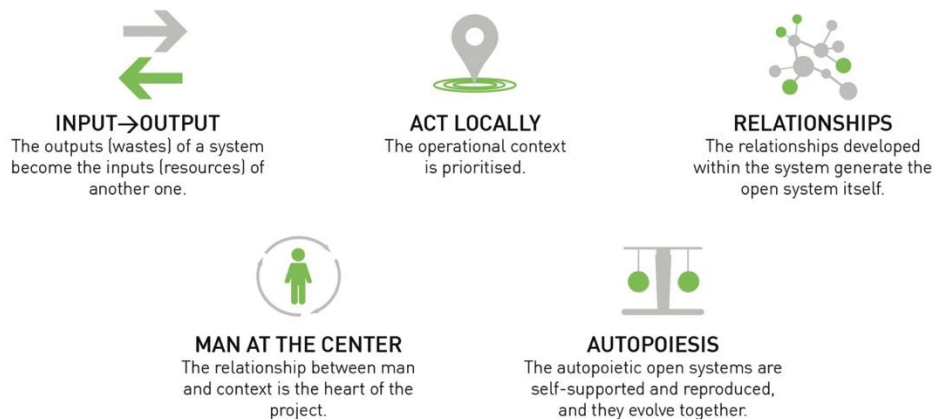 INPUT→OUTPUT
The outputs (wastes) of a system
become the inputs (resources) of
another one.
ACT LOCALLY
The operational context
is prioritised.
RELATIONSHIPS
The relationships developed
within the system generate the
open system itself.
MAN AT THE CENTER
The relationship between man
and context is the heart of the
project.
AUTOPOIESIS
The autopoietic open systems are
self-supported and reproduced,
and they evolve together.